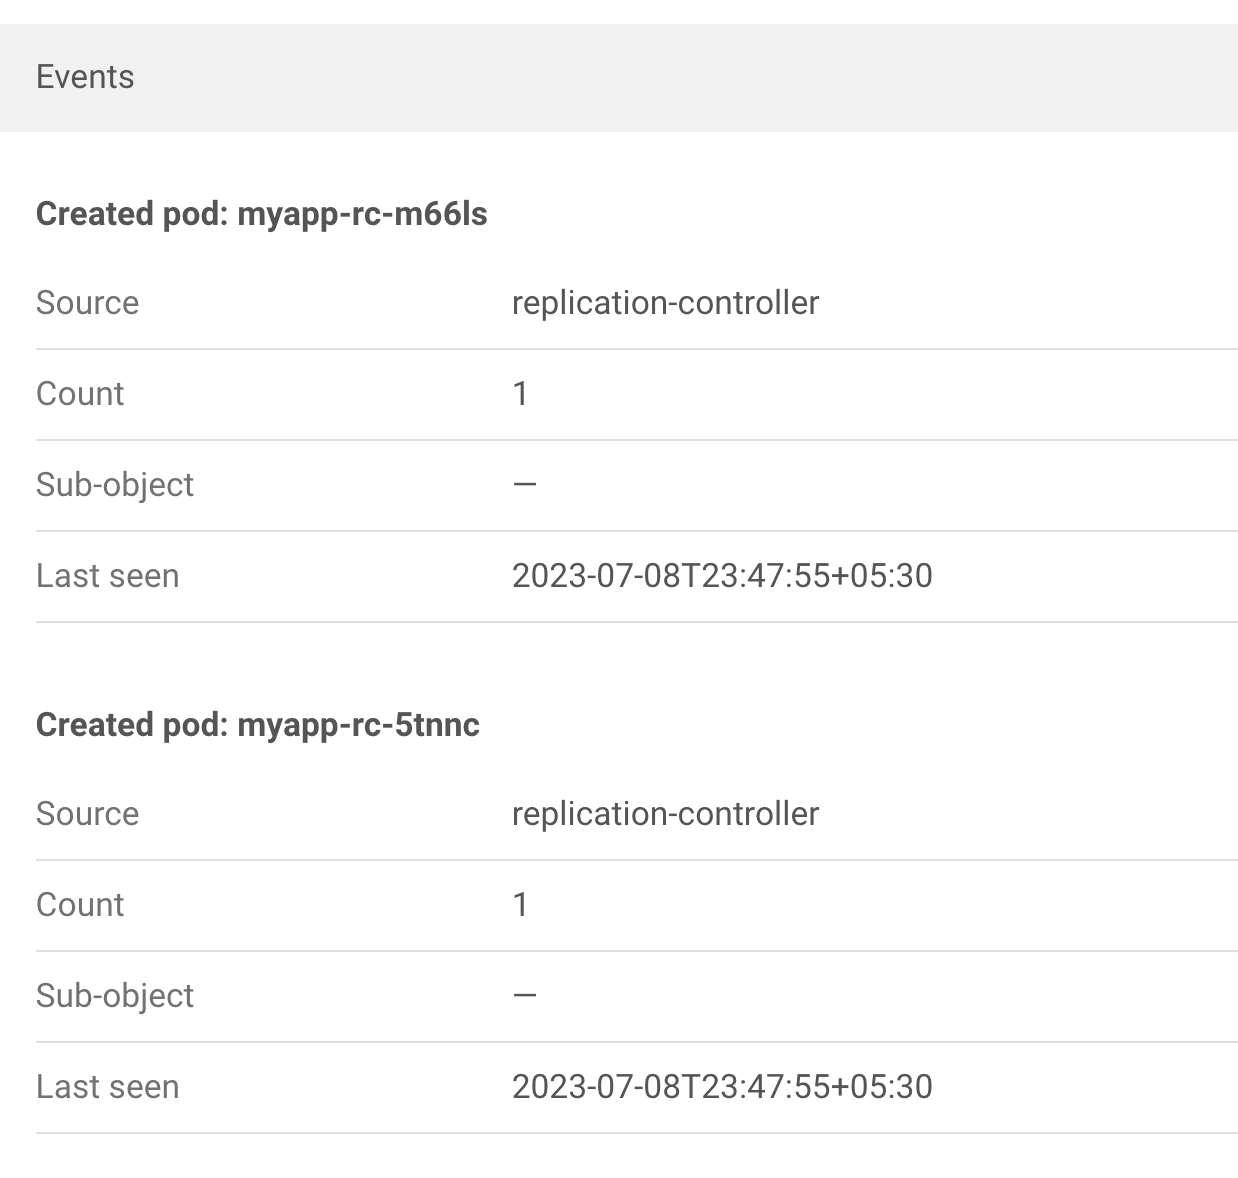 Events
Created pod: myapp-rc-m66ls
Source replication-controller
Count 1
Sub-object —
Last seen 2023-07-08T23:47:55+05:30
Created pod: myapp-rc-5tnnc
Source replication-controller
Count 1
Sub-object —
Last seen 2023-07-08T23:47:55+05:30